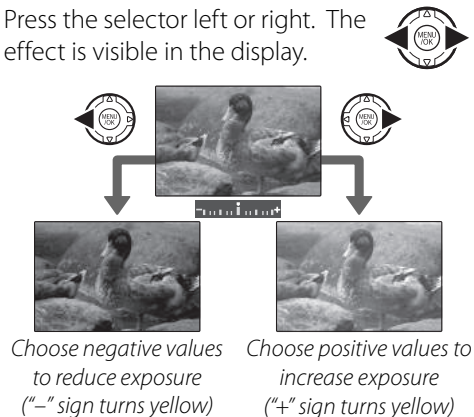 Press the selector left or right. The
effect is visible in the display.
MENU
/OK
MENU
/OK
MENU
/OK
– +
Choose negative values
to reduce exposure
(“–” sign turns yellow)
Choose positive values to
increase exposure
(“+” sign turns yellow)